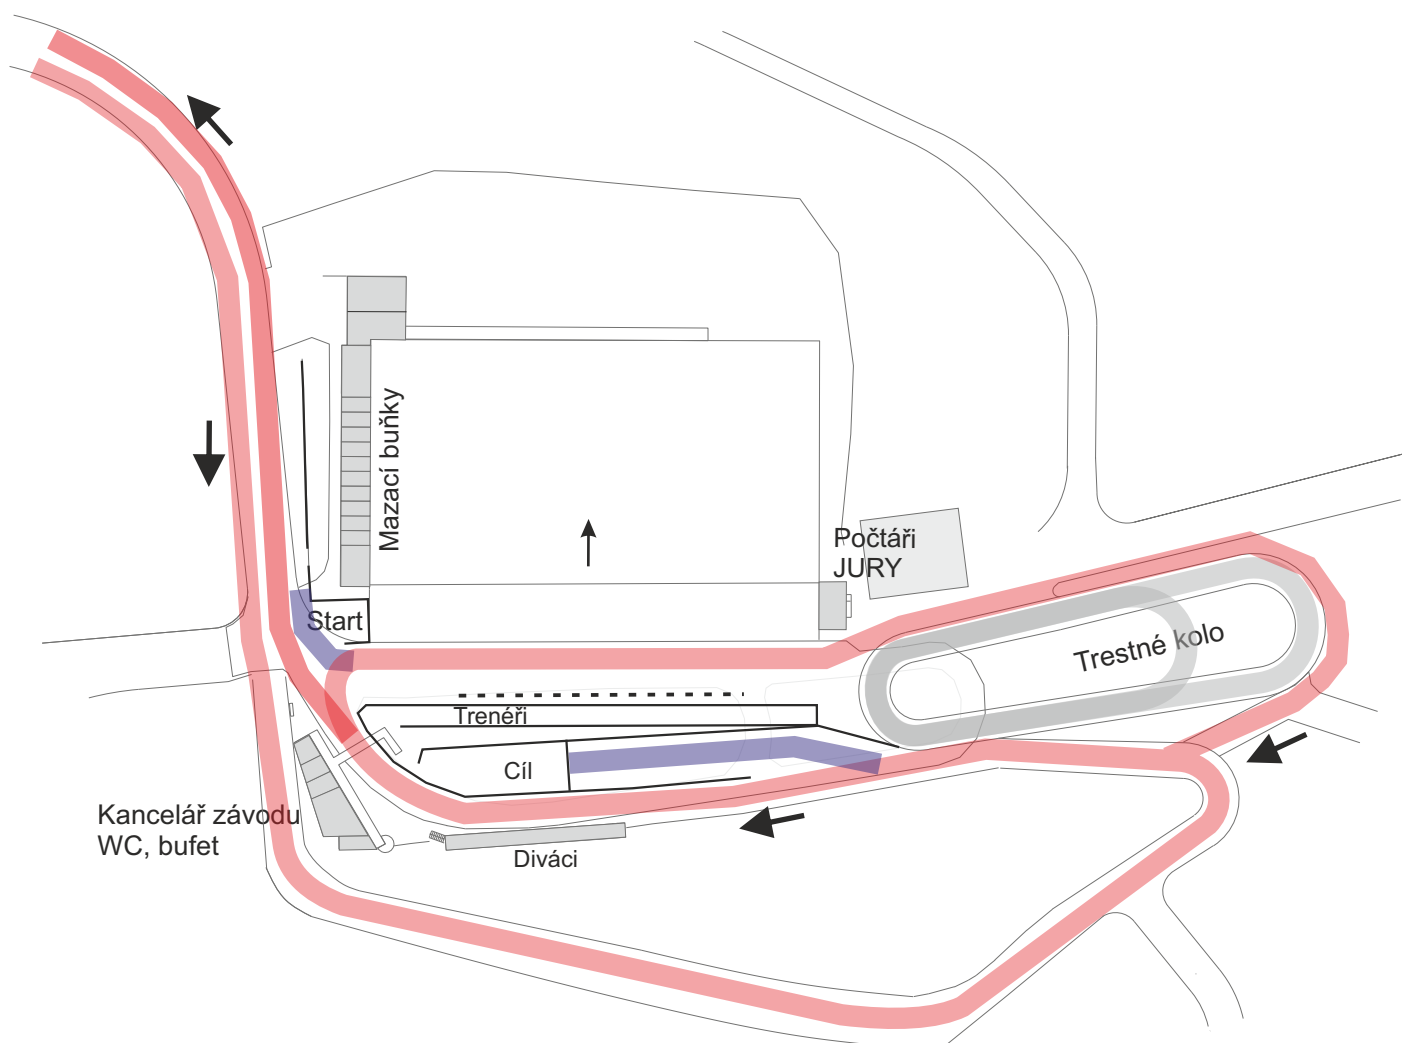 Mazací buňky
Počtáři
JURY
Start
Trestné kolo
Trenéři
Cíl
Kancelář závodu
WC, bufet
Diváci